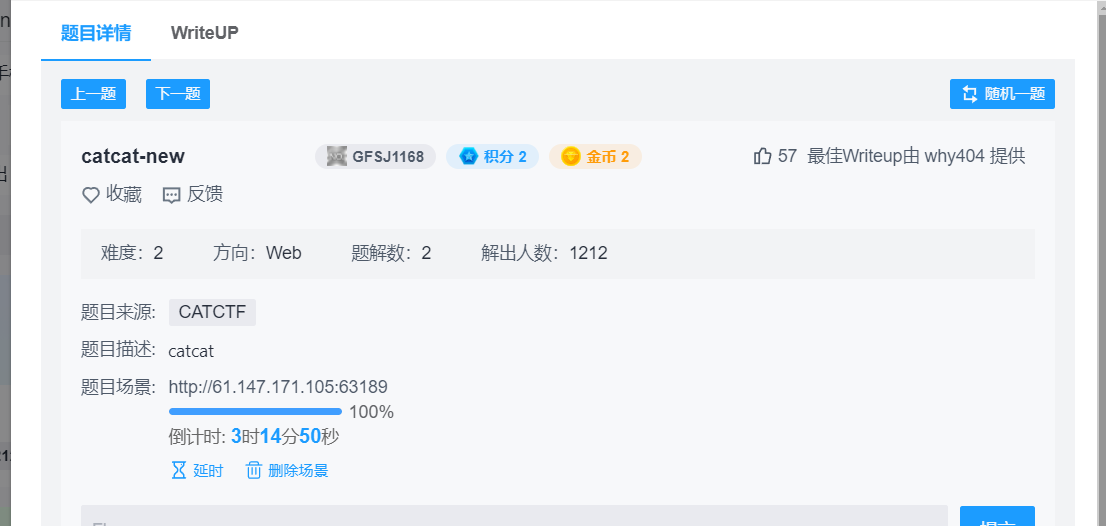 题目详情 WriteUP
上一题 下一题 随机一题
catcat-new GFSJ1168 积分 2 金币 2 57 最佳Writeup由 why404 提供
收藏 反馈
难度：2 方向：Web 题解数：2 解出人数：1212
题目来源: CATCTF
题目描述: catcat
题目场景: http://61.147.171.105:63189
100%
倒计时: 3时14分50秒
延时 删除场景
提交